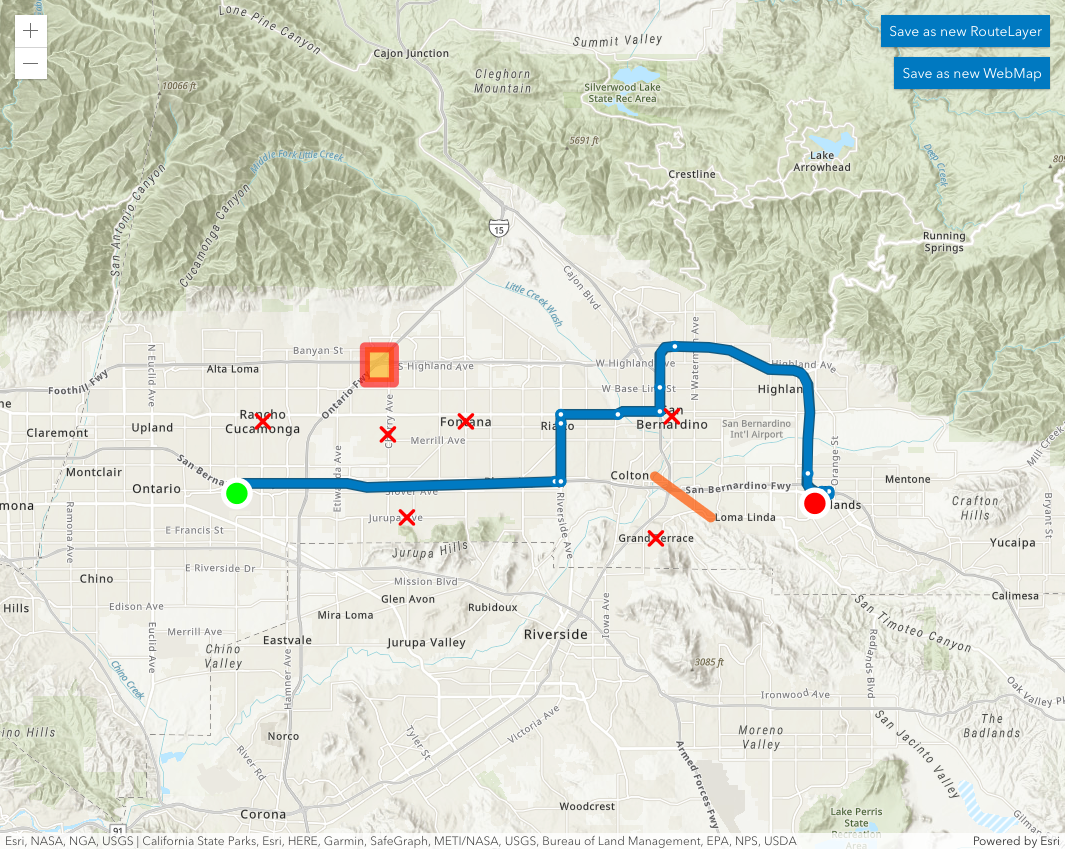 Lone Pine Canyon
Cajon Junction
Summit Valley
Save as new RouteLayer
Save as new WebMap
10066 ft
Cleghorn
Mountain
Silverwood Lake
State Rec Area
5691 ft
Lake
Arrowhead
Deep Creek
Middle Fork Little Creek
Crestline
San Antonio Canyon
Cucamonga Canyon
15
Running
Springs
Cajon Blvd
Little Creek Wash
N Euclid Ave
Banyan St
Alta Loma
S Highland Ave
W Highland Ave
N Waterman Ave
Highland Ave
Foothill Fwy
Ontario Fwy
W Base Line St
Highland
Rancho
Cucamonga
Cherry Ave
Fontana
Rialto
San
Bernardino
San Bernardino
Int'l Airport
Claremont
Upland
Merrill Ave
Orange St
Mill Creek
Montclair
San Berna
Etiwanda Ave
Colton
San Bernardino Fwy
Mentone
Ontario
Slover Ave
lands
Crafton
Hills
mona
Ramona Ave
E Francis St
Jurupa Ave
Riverside Ave
Loma Linda
Bryant St
Grand Terrace
Yucaipa
Jurupa Hills
E Riverside Dr
Chino
Mission Blvd
Calimesa
Hills
Edison Ave
Mira Loma
Glen Avon
Rubidoux
Iowa Ave
San Timoteo Canyon
Euclid Ave
Merrill Ave
Eastvale
Jurupa Valley
Riverside
Redlands Blvd
Chino
Valley
3085 ft
Chino Creek
Hamner Ave
Ironwood Ave
Oak Valley Pk
ino Hills
Norco
Tyler St
Victoria Ave
Moreno
Valley
San Jacinto Valley
The
Badlands
River Rd
Armed Forces Fwy
Corona
Woodcrest
Lake Perris
State
Recreation
Area
Gilman
91
Esri, NASA, NGA, USGS | California State Parks, Esri, HERE, Garmin, SafeGraph, METI/NASA, USGS, Bureau of Land Management, EPA, NPS, USDA
Powered by Esri